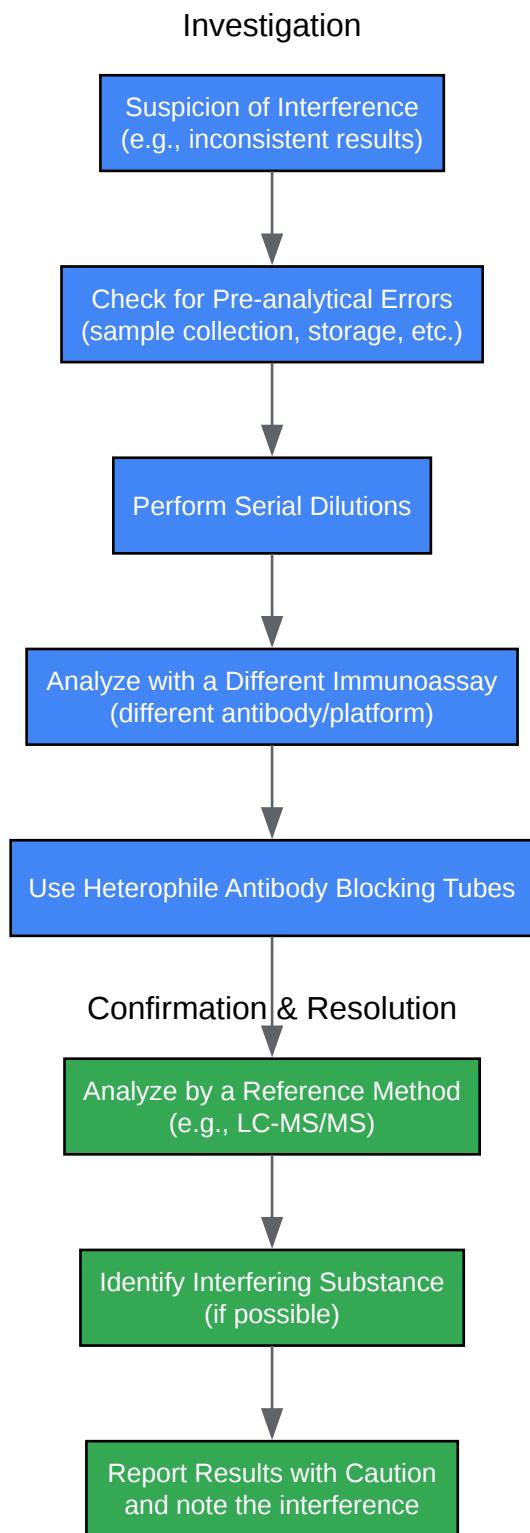 Investigation
Suspicion of Interference
(e.g., inconsistent results)
Check for Pre-analytical Errors
(sample collection, storage, etc.)
Perform Serial Dilutions
Analyze with a Different Immunoassay
(different antibody/platform)
Use Heterophile Antibody Blocking Tubes
Confirmation & Resolution
Analyze by a Reference Method
(e.g., LC-MS/MS)
Identify Interfering Substance
(if possible)
Report Results with Caution
and note the interference